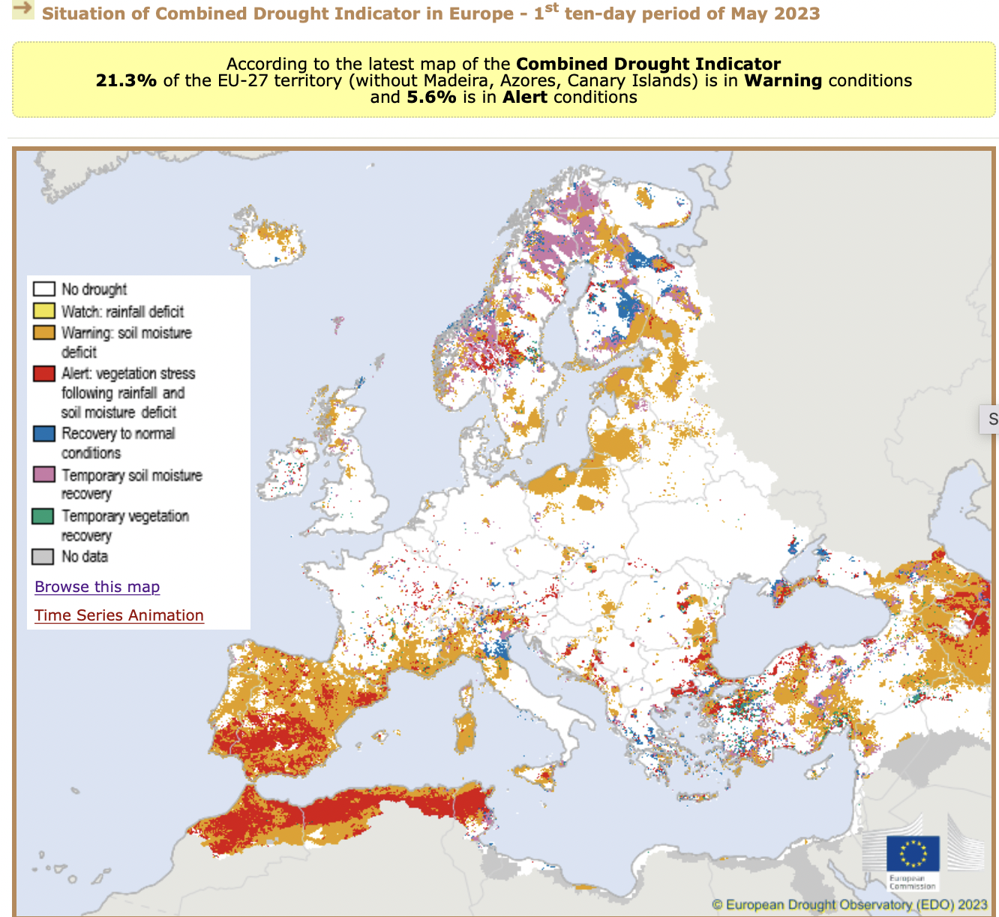 Situation of Combined Drought Indicator in Europe - 1st ten-day period of May 2023
According to the latest map of the Combined Drought Indicator
21.3% of the EU-27 territory (without Madeira, Azores, Canary Islands) is in Warning conditions
and 5.6% is in Alert conditions
No drought
Watch: rainfall deficit
Warning: soil moisture
deficit
Alert: vegetation stress
following rainfall and
soil moisture deficit
Recovery to normal
conditions
Temporary soil moisture
recovery
Temporary vegetation
recovery
No data
Browse this map
Time Series Animation
S
European
Commission
© European Drought Observatory (EDO) 2023